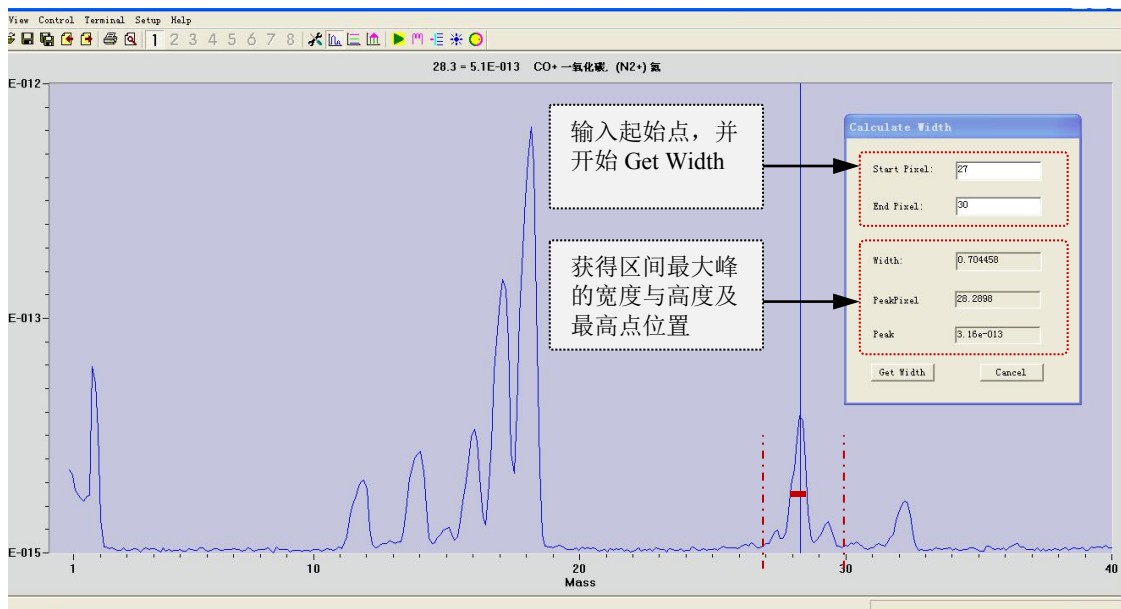 View Control Terminal Setup Help
1 2 3 4 5 6 7 8
28.3 = 5.1E-013 CO+ 一氧化碳, (N2+) 氮
E-012
E-013
E-015
输入起始点，并
开始 Get Width
获得区间最大峰
的宽度与高度及
最高点位置
Calculate Width
Start Pixel: 27
End Pixel: 30
Width: 0.704458
PeakPixel 28.2898
Peak 3.16e-013
Get Width Cancel
1 10 20 30 40
Mass